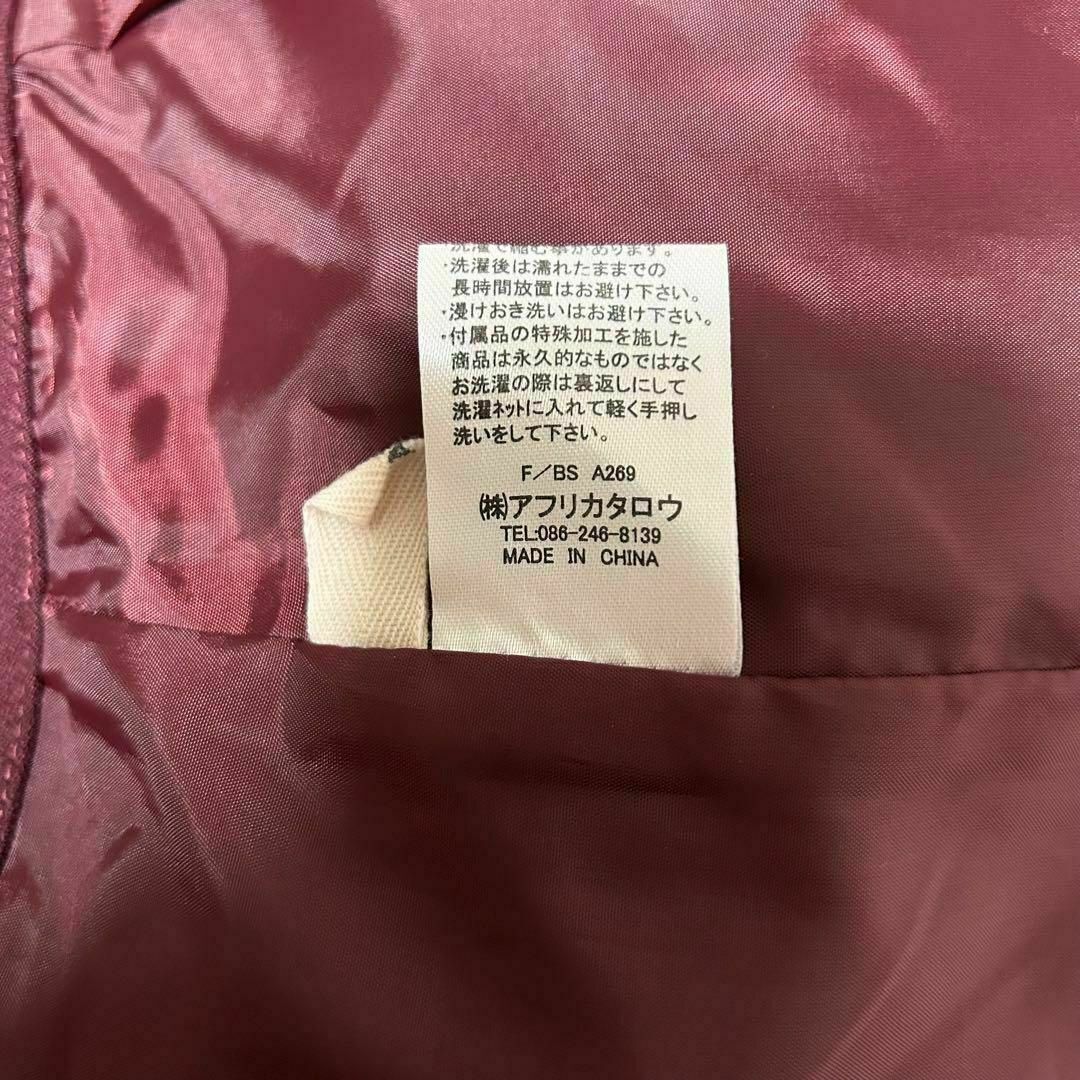 洗濯で縮む事があります。
・洗濯後は濡れたままでの
長時間放置はお避け下さい。
・浸けおき洗いはお避け下さい。
・付属品の特殊加工を施した
商品は永久的なものではなく
お洗濯の際は裏返しにして
洗濯ネットに入れて軽く手押し
洗いをして下さい。
F/BS A269
㈱アフリカタロウ
TEL:086-246-8139
MADE IN CHINA